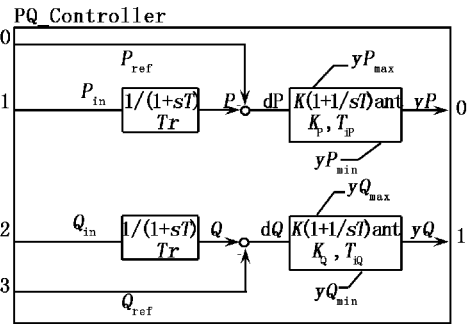 PQ_Controller
0
P_ref
yP_max
1
P_in
1/(1+sT)
Tr
P
-
dP
K(1+1/sT)ant
K_P , T_iP
yP
0
yP_min
yQ_max
2
Q_in
1/(1+sT)
Tr
Q
-
dQ
K(1+1/sT)ant
K_Q , T_iQ
yQ
1
3
Q_ref
yQ_min